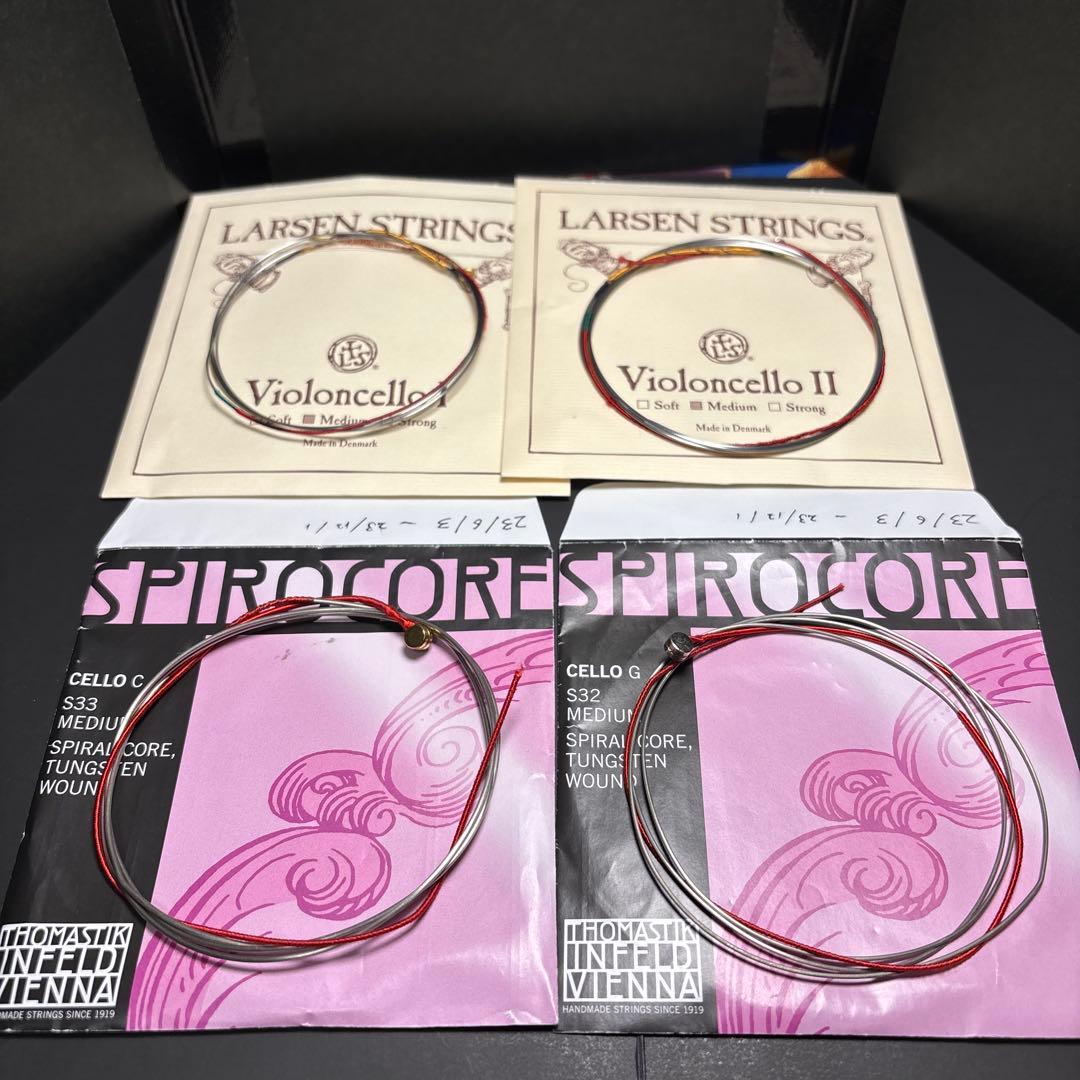 LARSEN STRINGS
Violoncello I
Soft Medium Strong
Made in Denmark
LARSEN STRINGS®
Violoncello II
Soft Medium Strong
Made in Denmark
23/6/3 ~ 23/12/1
SPIROCORE
CELLO C
S33
MEDIUM
SPIRAL CORE,
TUNGSTEN
WOUND
THOMASTIK
INFELD
VIENNA
HANDMADE STRINGS SINCE 1919
23/6/3 ~ 23/12/1
SPIROCORE
CELLO G
S32
MEDIUM
SPIRAL CORE,
TUNGSTEN
WOUND
THOMASTIK
INFELD
VIENNA
HANDMADE STRINGS SINCE 1919